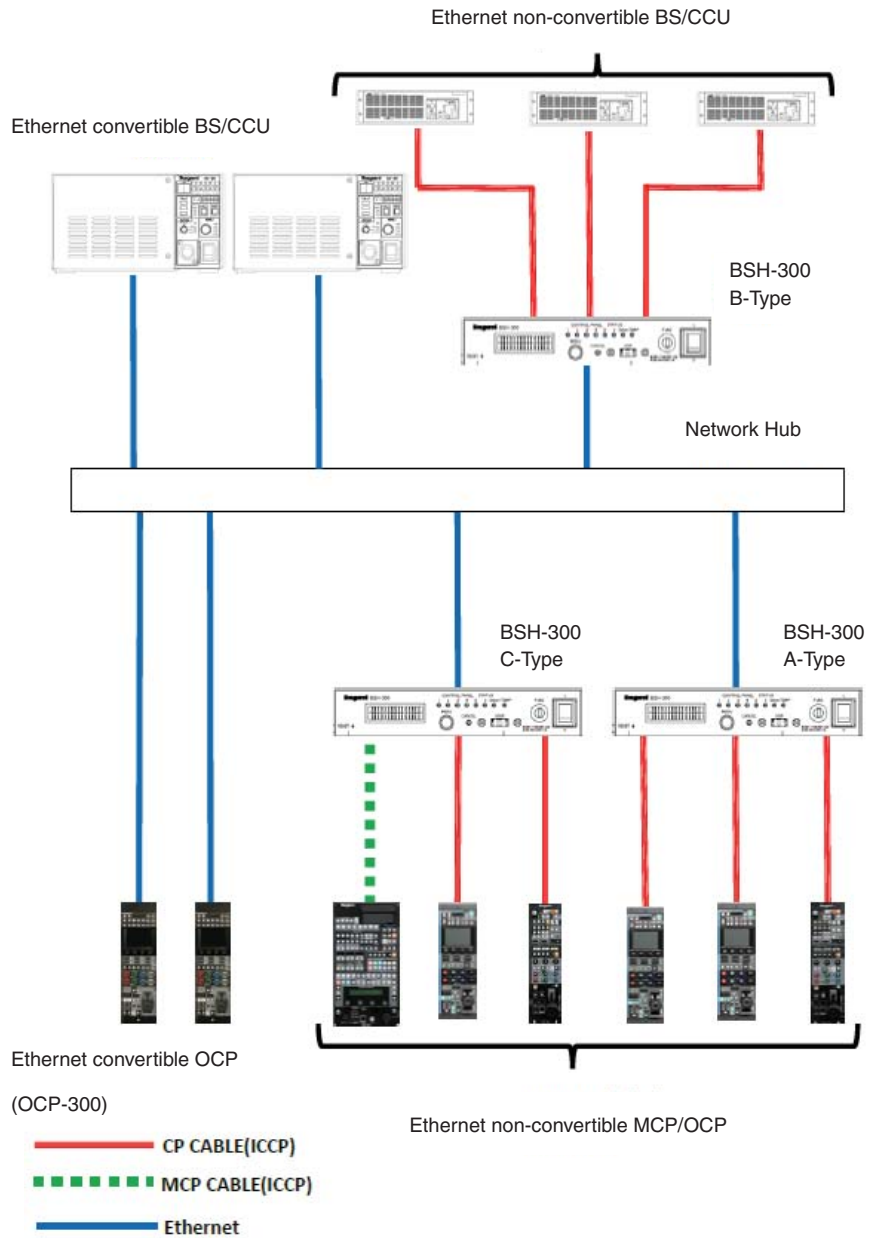 Ethernet non-convertible BS/CCU
Ethernet convertible BS/CCU
BSH-300
B-Type
Network Hub
BSH-300
C-Type
BSH-300
A-Type
Ethernet convertible OCP
(OCP-300)
Ethernet non-convertible MCP/OCP
CP CABLE(ICCP)
MCP CABLE(ICCP)
Ethernet